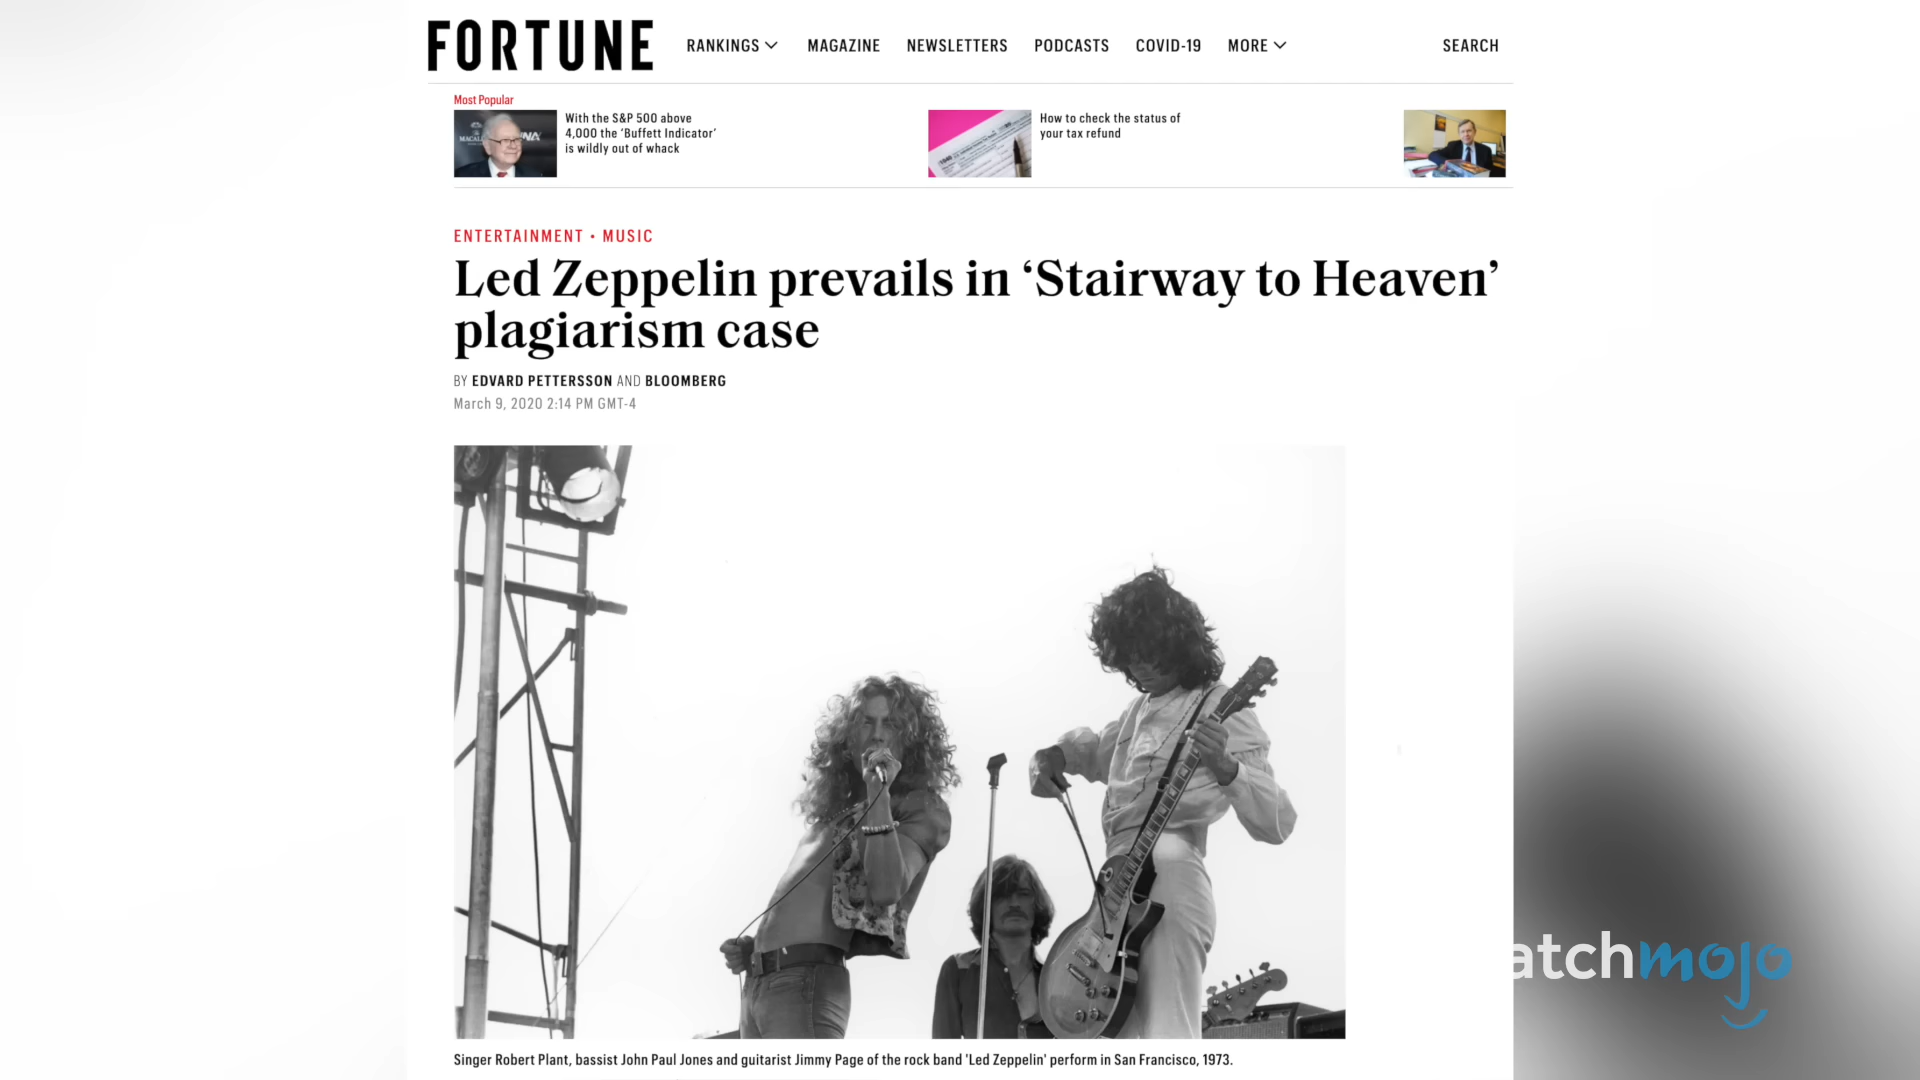 FORTUNE
RANKINGS MAGAZINE NEWSLETTERS PODCASTS COVID-19 MORE SEARCH
Most Popular
With the S&P 500 above
4,000 the ‘Buffett Indicator’
is wildly out of whack
How to check the status of
your tax refund
ENTERTAINMENT • MUSIC
Led Zeppelin prevails in ‘Stairway to Heaven’
plagiarism case
BY EDVARD PETTERSSON AND BLOOMBERG
March 9, 2020 2:14 PM GMT-4
Singer Robert Plant, bassist John Paul Jones and guitarist Jimmy Page of the rock band 'Led Zeppelin' perform in San Francisco, 1973.
atchmojo